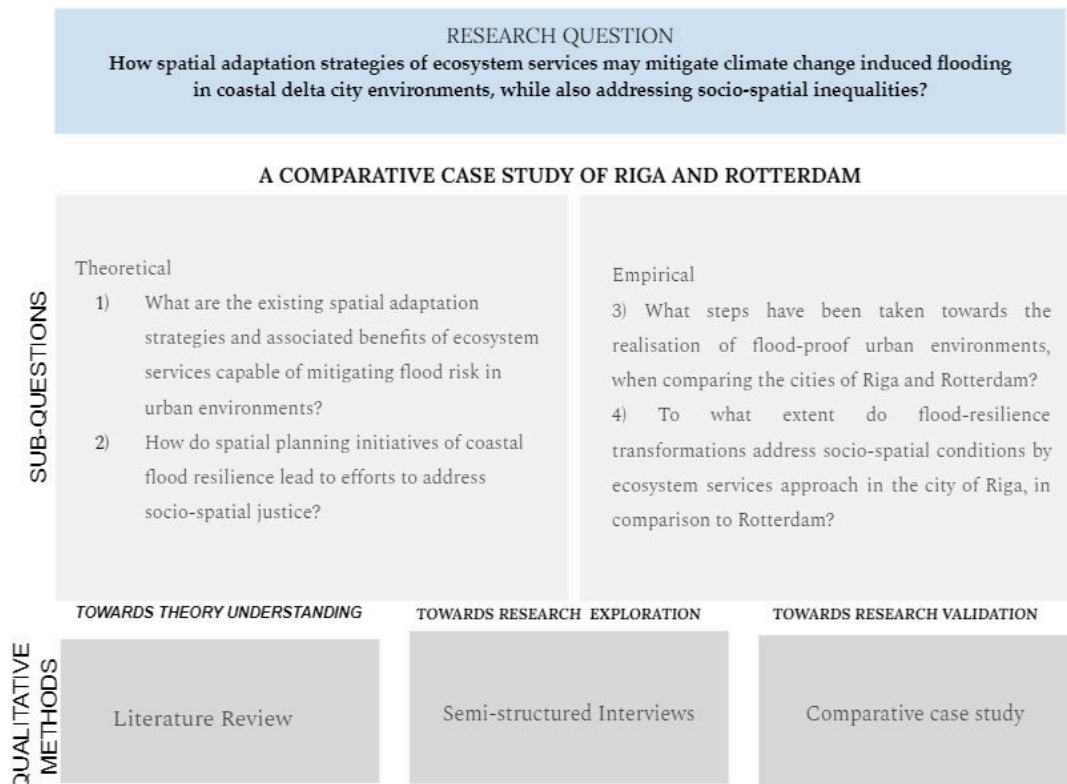 RESEARCH QUESTION
How spatial adaptation strategies of ecosystem services may mitigate climate change induced flooding
in coastal delta city environments, while also addressing socio-spatial inequalities?
A COMPARATIVE CASE STUDY OF RIGA AND ROTTERDAM
SUB-QUESTIONS
Theoretical
1) What are the existing spatial adaptation
strategies and associated benefits of ecosystem
services capable of mitigating flood risk in
urban environments?
2) How do spatial planning initiatives of coastal
flood resilience lead to efforts to address
socio-spatial justice?
Empirical
3) What steps have been taken towards the
realisation of flood-proof urban environments,
when comparing the cities of Riga and Rotterdam?
4) To what extent do flood-resilience
transformations address socio-spatial conditions by
ecosystem services approach in the city of Riga, in
comparison to Rotterdam?
QUALITATIVE
METHODS
TOWARDS THEORY UNDERSTANDING
Literature Review
TOWARDS RESEARCH EXPLORATION
Semi-structured Interviews
TOWARDS RESEARCH VALIDATION
Comparative case study